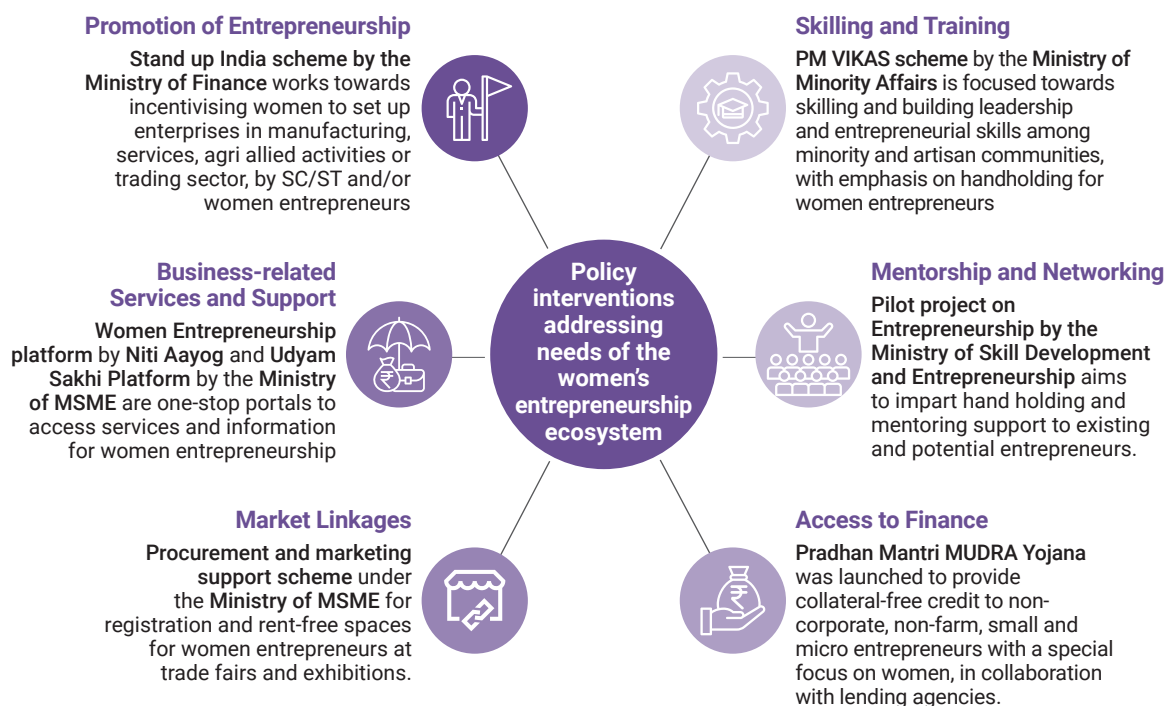 Promotion of Entrepreneurship
Stand up India scheme by the
Ministry of Finance works towards
incentivising women to set up
enterprises in manufacturing,
services, agri allied activities or
trading sector, by SC/ST and/or
women entrepreneurs
Skilling and Training
PM VIKAS scheme by the Ministry of
Minority Affairs is focused towards
skilling and building leadership
and entrepreneurial skills among
minority and artisan communities,
with emphasis on handholding for
women entrepreneurs
Business-related
Services and Support
Women Entrepreneurship
platform by Niti Aayog and Udyam
Sakhi Platform by the Ministry
of MSME are one-stop portals to
access services and information
for women entrepreneurship
Policy
interventions
addressing
needs of the
women's
entrepreneurship
ecosystem
Mentorship and Networking
Pilot project on
Entrepreneurship by the
Ministry of Skill Development
and Entrepreneurship aims
to impart hand holding and
mentoring support to existing
and potential entrepreneurs.
Market Linkages
Procurement and marketing
support scheme under
the Ministry of MSME for
registration and rent-free spaces
for women entrepreneurs at
trade fairs and exhibitions.
Access to Finance
Pradhan Mantri MUDRA Yojana
was launched to provide
collateral-free credit to non-
corporate, non-farm, small and
micro entrepreneurs with a special
focus on women, in collaboration
with lending agencies.